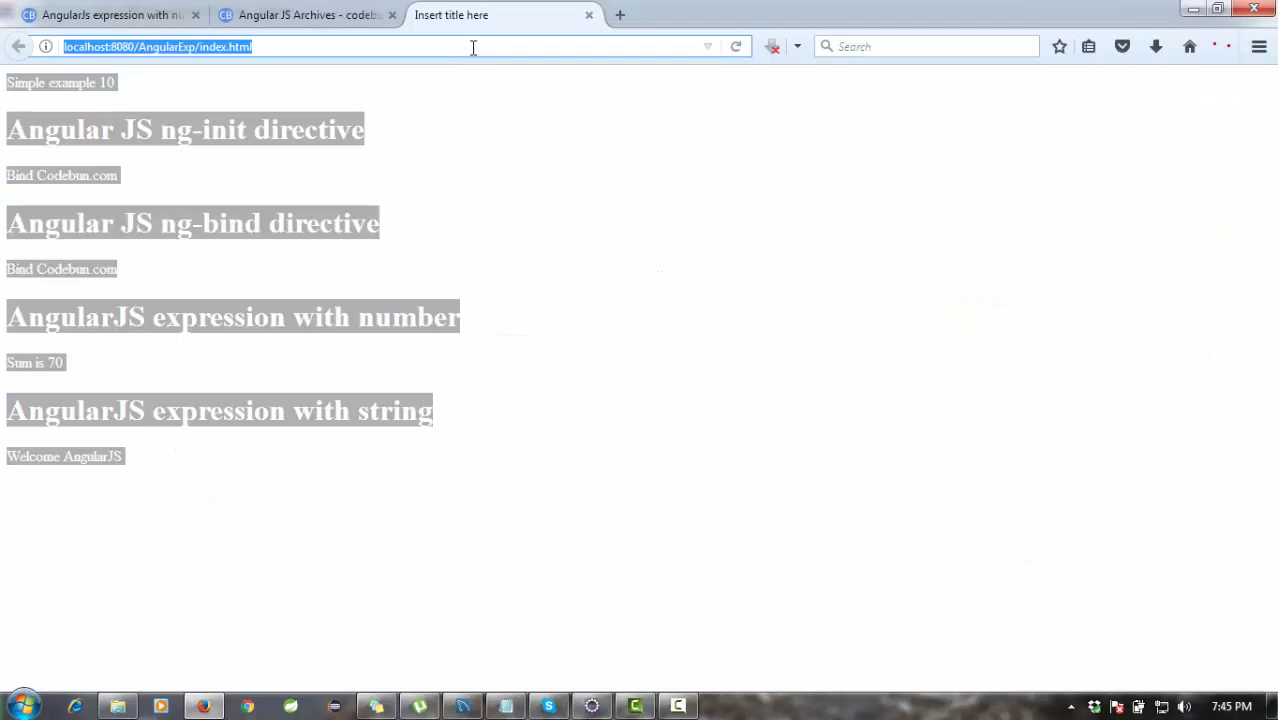 AngularJs expression with nu
Angular JS Archives - codebu
Insert title here
localhost:8080/AngularExp/index.html
Search
Simple example 10
Angular JS ng-init directive
Bind Codebun.com
Angular JS ng-bind directive
Bind Codebun.com
AngularJS expression with number
Sum is 70
AngularJS expression with string
Welcome AngularJS
7:45 PM